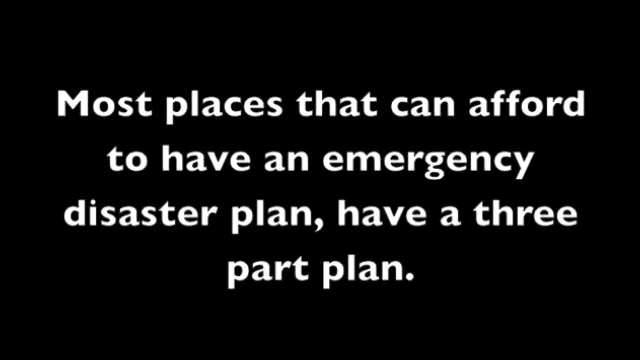 Most places that can afford
to have an emergency
disaster plan, have a three
part plan.